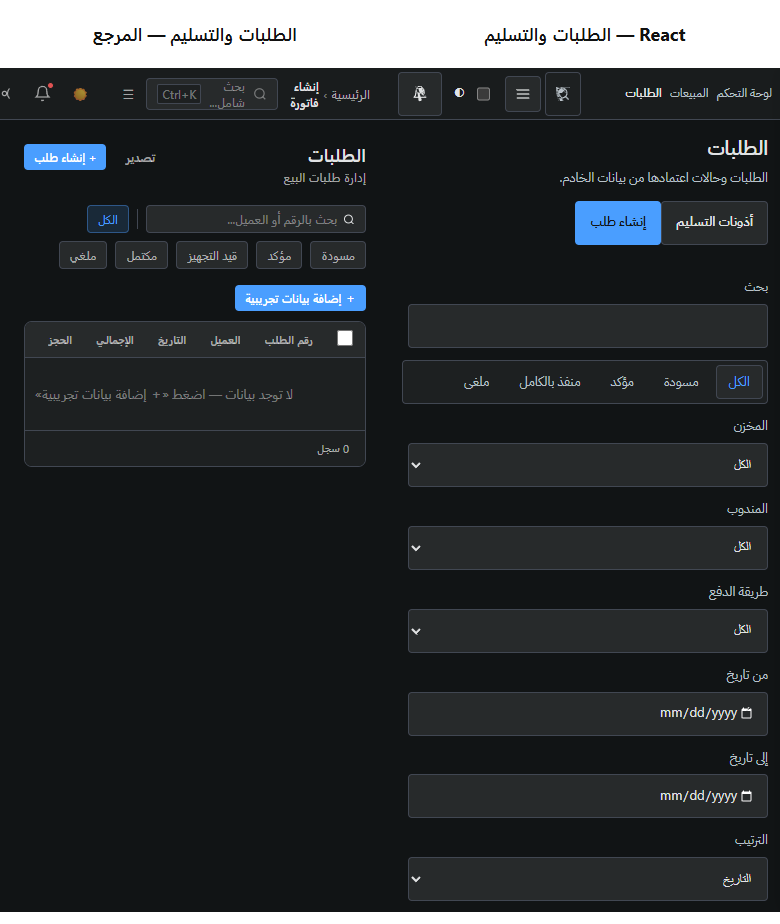 React — الطلبات والتسليم
لوحة التحكم المبيعات الطلبات
الطلبات
الطلبات وحالات اعتمادها من بيانات الخادم.
أذونات التسليم
إنشاء طلب
بحث
الكل مسودة مؤكد منفذ بالكامل ملغى
المخزن
الكل
المندوب
الكل
طريقة الدفع
الكل
من تاريخ
mm/dd/yyyy
إلى تاريخ
mm/dd/yyyy
الترتيب
التاريخ
الطلبات والتسليم — المرجع
الرئيسية › إنشاء فاتورة
بحث شامل... Ctrl+K
الطلبات
إدارة طلبات البيع
تصدير
+ إنشاء طلب
بحث بالرقم أو العميل...
الكل
مسودة مؤكد قيد التجهيز مكتمل ملغي
+ إضافة بيانات تجريبية
رقم الطلب العميل التاريخ الإجمالي الحجز
لا توجد بيانات — اضغط «+ إضافة بيانات تجريبية»
0 سجل